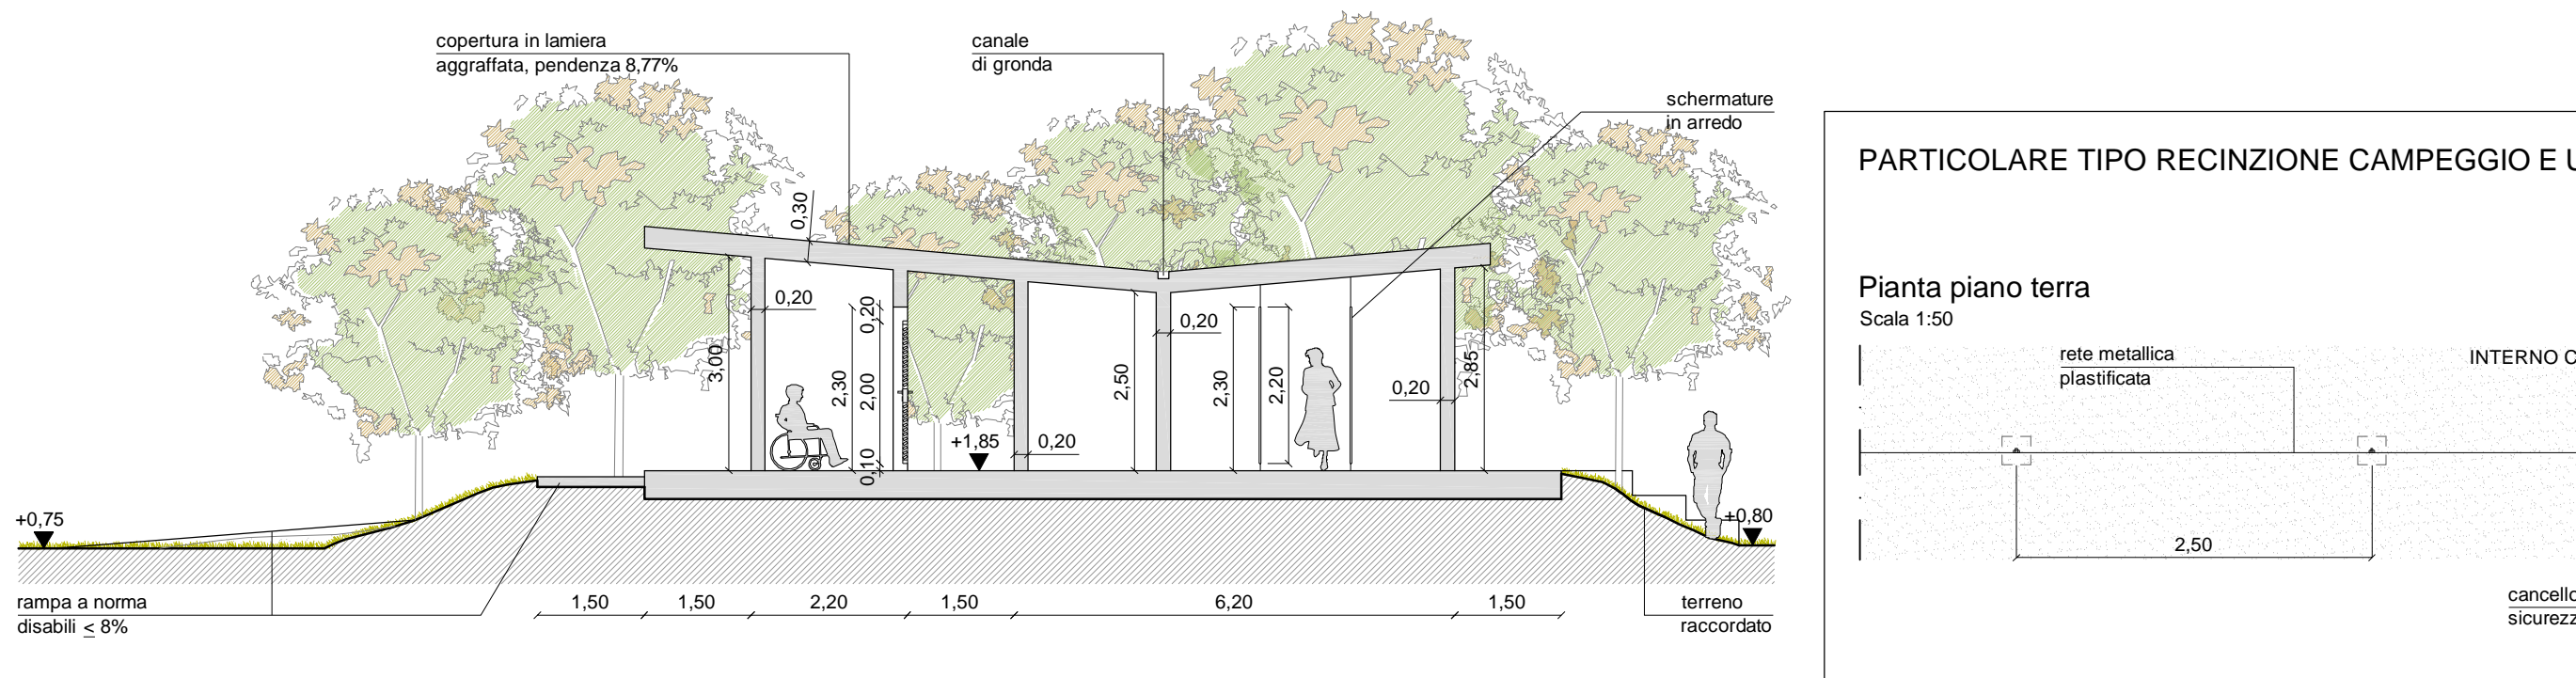 copertura in lamiera
aggraffata, pendenza 8,77%
canale
di gronda
schermature
in arredo
0,30
0,20
3,00
2,30
0,20
2,00
0,10
+1,85
0,20
2,50
0,20
2,30
2,20
0,20
2,85
+0,75
+0,80
rampa a norma
disabili ≤ 8%
1,50
1,50
2,20
1,50
6,20
1,50
terreno
raccordato
PARTICOLARE TIPO RECINZIONE CAMPEGGIO E
Pianta piano terra
Scala 1:50
rete metallica
plastificata
INTERNO
2,50
cancello
sicurezz